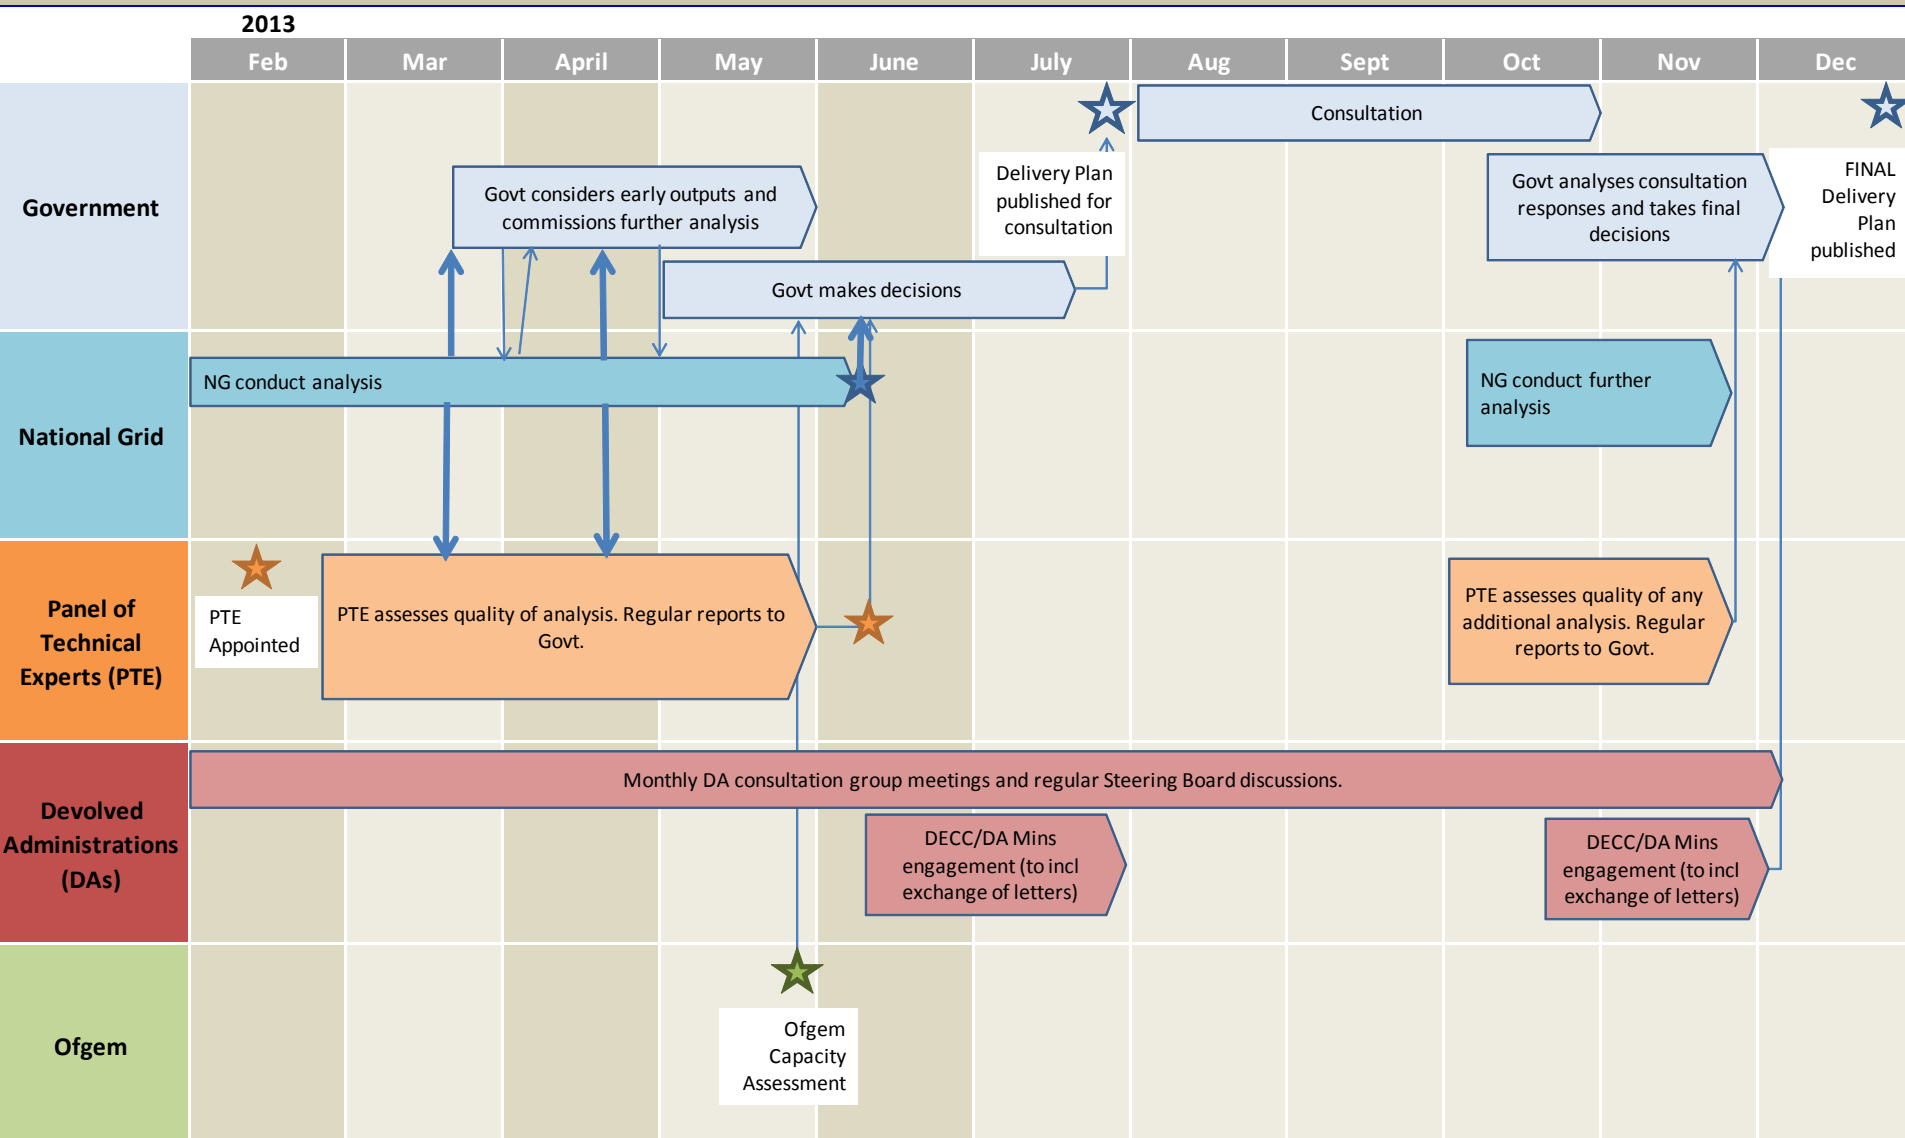 2013
Feb
Mar
April
May
June
July
Aug
Sept
Oct
Nov
Dec
Government
Consultation
Govt considers early outputs and
commissions further analysis
Delivery Plan
published for
consultation
Govt analyses consultation
responses and takes final
decisions
FINAL
Delivery
Plan
published
Govt makes decisions
National Grid
NG conduct analysis
NG conduct further
analysis
Panel of
Technical
Experts (PTE)
PTE
Appointed
PTE assesses quality of analysis. Regular reports to
Govt.
PTE assesses quality of any
additional analysis. Regular
reports to Govt.
Devolved
Administrations
(DAs)
Monthly DA consultation group meetings and regular Steering Board discussions.
DECC/DA Mins
engagement (to incl
exchange of letters)
DECC/DA Mins
engagement (to incl
exchange of letters)
Ofgem
Ofgem
Capacity
Assessment